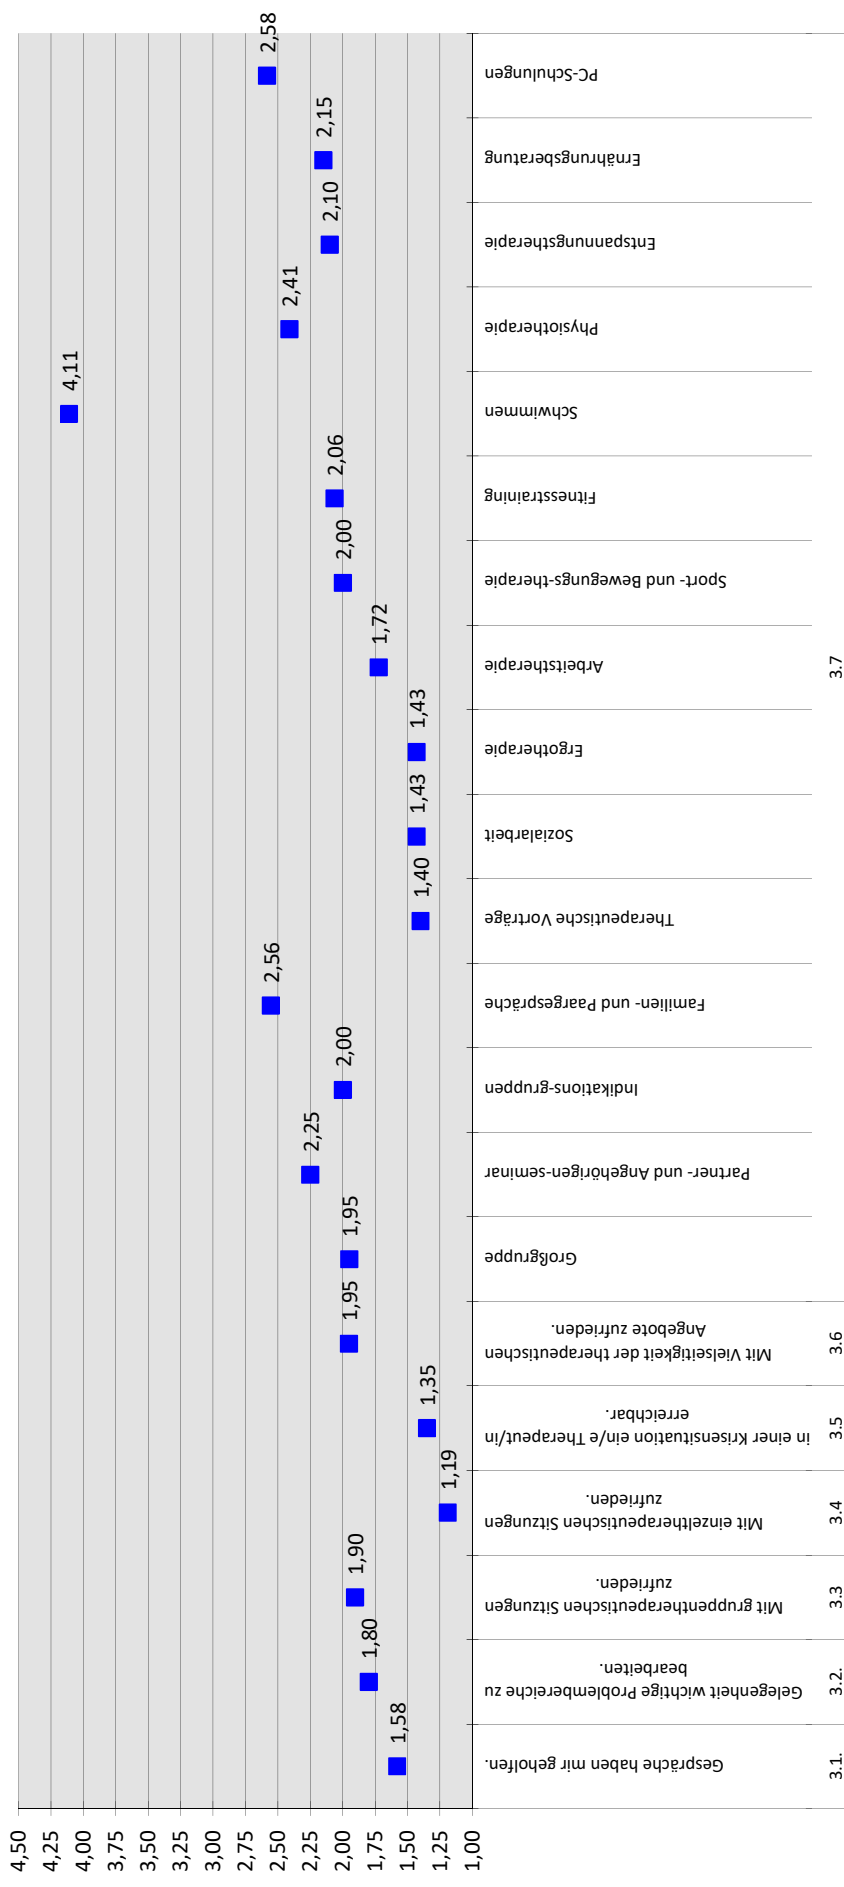 4,50
4,25
4,00
3,75
3,50
3,25
3,00
2,75
2,50
2,25
2,00
1,75
1,50
1,25
1,00
1,58
1,80
1,90
1,19
1,35
1,95
1,95
2,25
2,00
2,56
1,40
1,43
1,43
1,72
2,00
2,06
4,11
2,41
2,10
2,15
2,58
Gespräche haben mir geholfen.
Gelegenheit wichtige Problembereiche zu
bearbeiten.
Mit gruppentherapeutischen Sitzungen
zufrieden.
Mit einzeltherapeutischen Sitzungen
zufrieden.
in einer Krisensituation ein/e Therapeut/in
erreichbar.
Mit Vielseitigkeit der therapeutischen
Angebote zufrieden.
Großgruppe
Partner- und Angehörigen-seminar
Indikations-gruppen
Familien- und Paargespräche
Therapeutische Vorträge
Sozialarbeit
Ergotherapie
Arbeitstherapie
Sport- und Bewegungs-therapie
Fitnesstraining
Schwimmen
Physiotherapie
Entspannungstherapie
Ernährungsberatung
PC-Schulungen
3.1.
3.2.
3.3
3.4
3.5
3.6
3.7